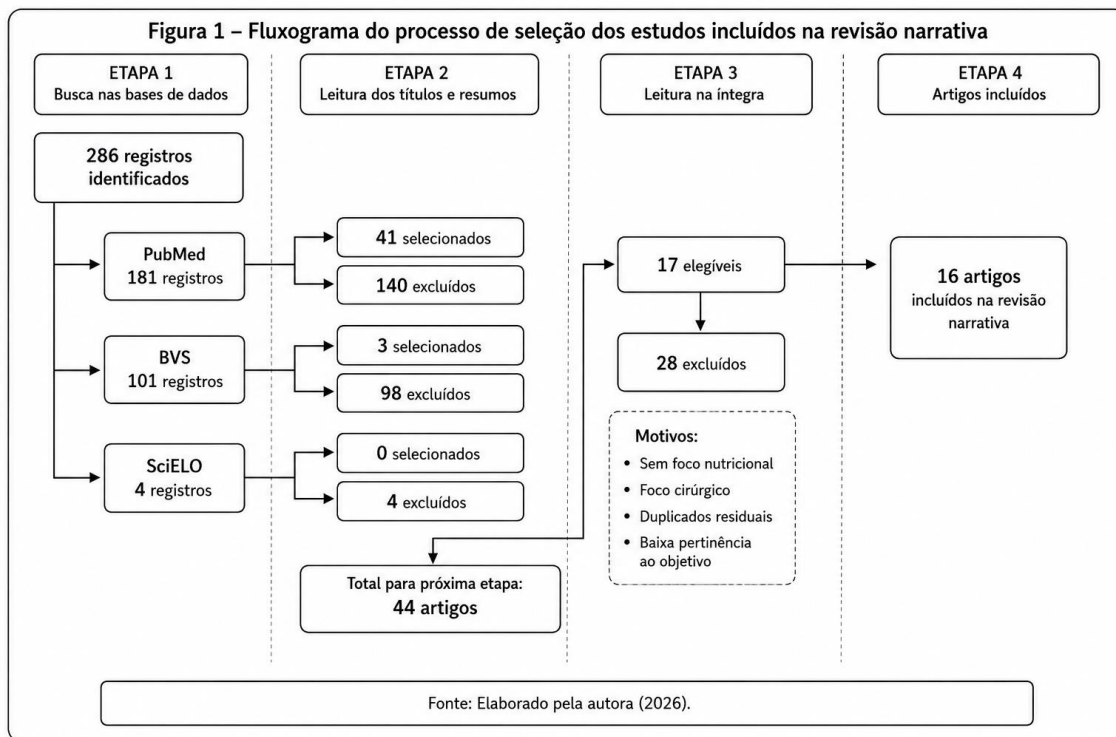 Figura 1 – Fluxograma do processo de seleção dos estudos incluídos na revisão narrativa
ETAPA 1
Busca nas bases de dados
ETAPA 2
Leitura dos títulos e resumos
ETAPA 3
Leitura na íntegra
ETAPA 4
Artigos incluídos
286 registros
identificados
PubMed
181 registros
41 selecionados
140 excluídos
BVS
101 registros
3 selecionados
98 excluídos
SciELO
4 registros
0 selecionados
4 excluídos
Total para próxima etapa:
44 artigos
17 elegíveis
28 excluídos
Motivos:
• Sem foco nutricional
• Foco cirúrgico
• Duplicados residuais
• Baixa pertinência
ao objetivo
16 artigos
incluídos na revisão
narrativa
Fonte: Elaborado pela autora (2026).